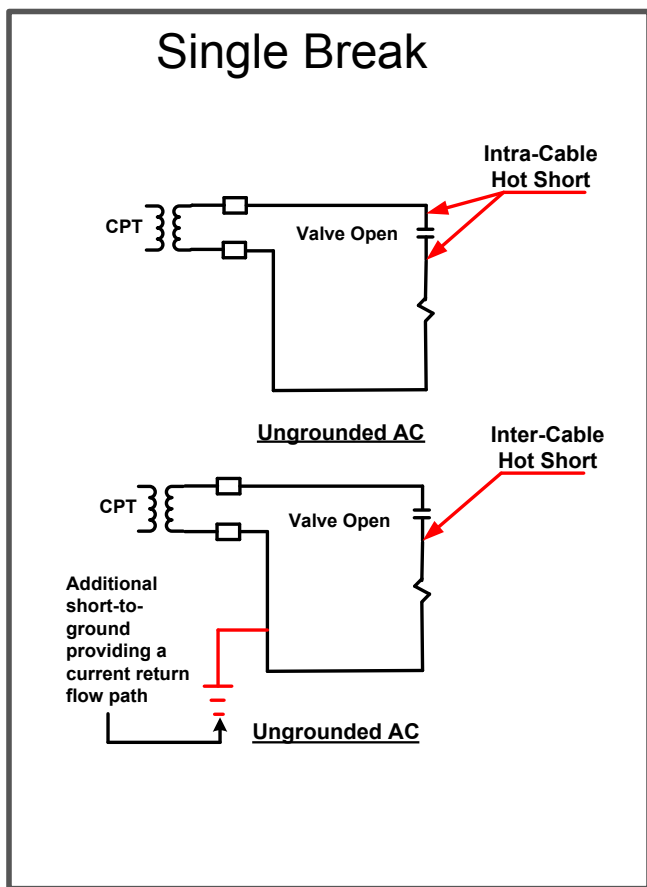 Single Break
Intra-Cable
Hot Short
CPT
Valve Open
Ungrounded AC
Inter-Cable
Hot Short
CPT
Valve Open
Additional
short-to-
ground
providing a
current return
flow path
Ungrounded AC